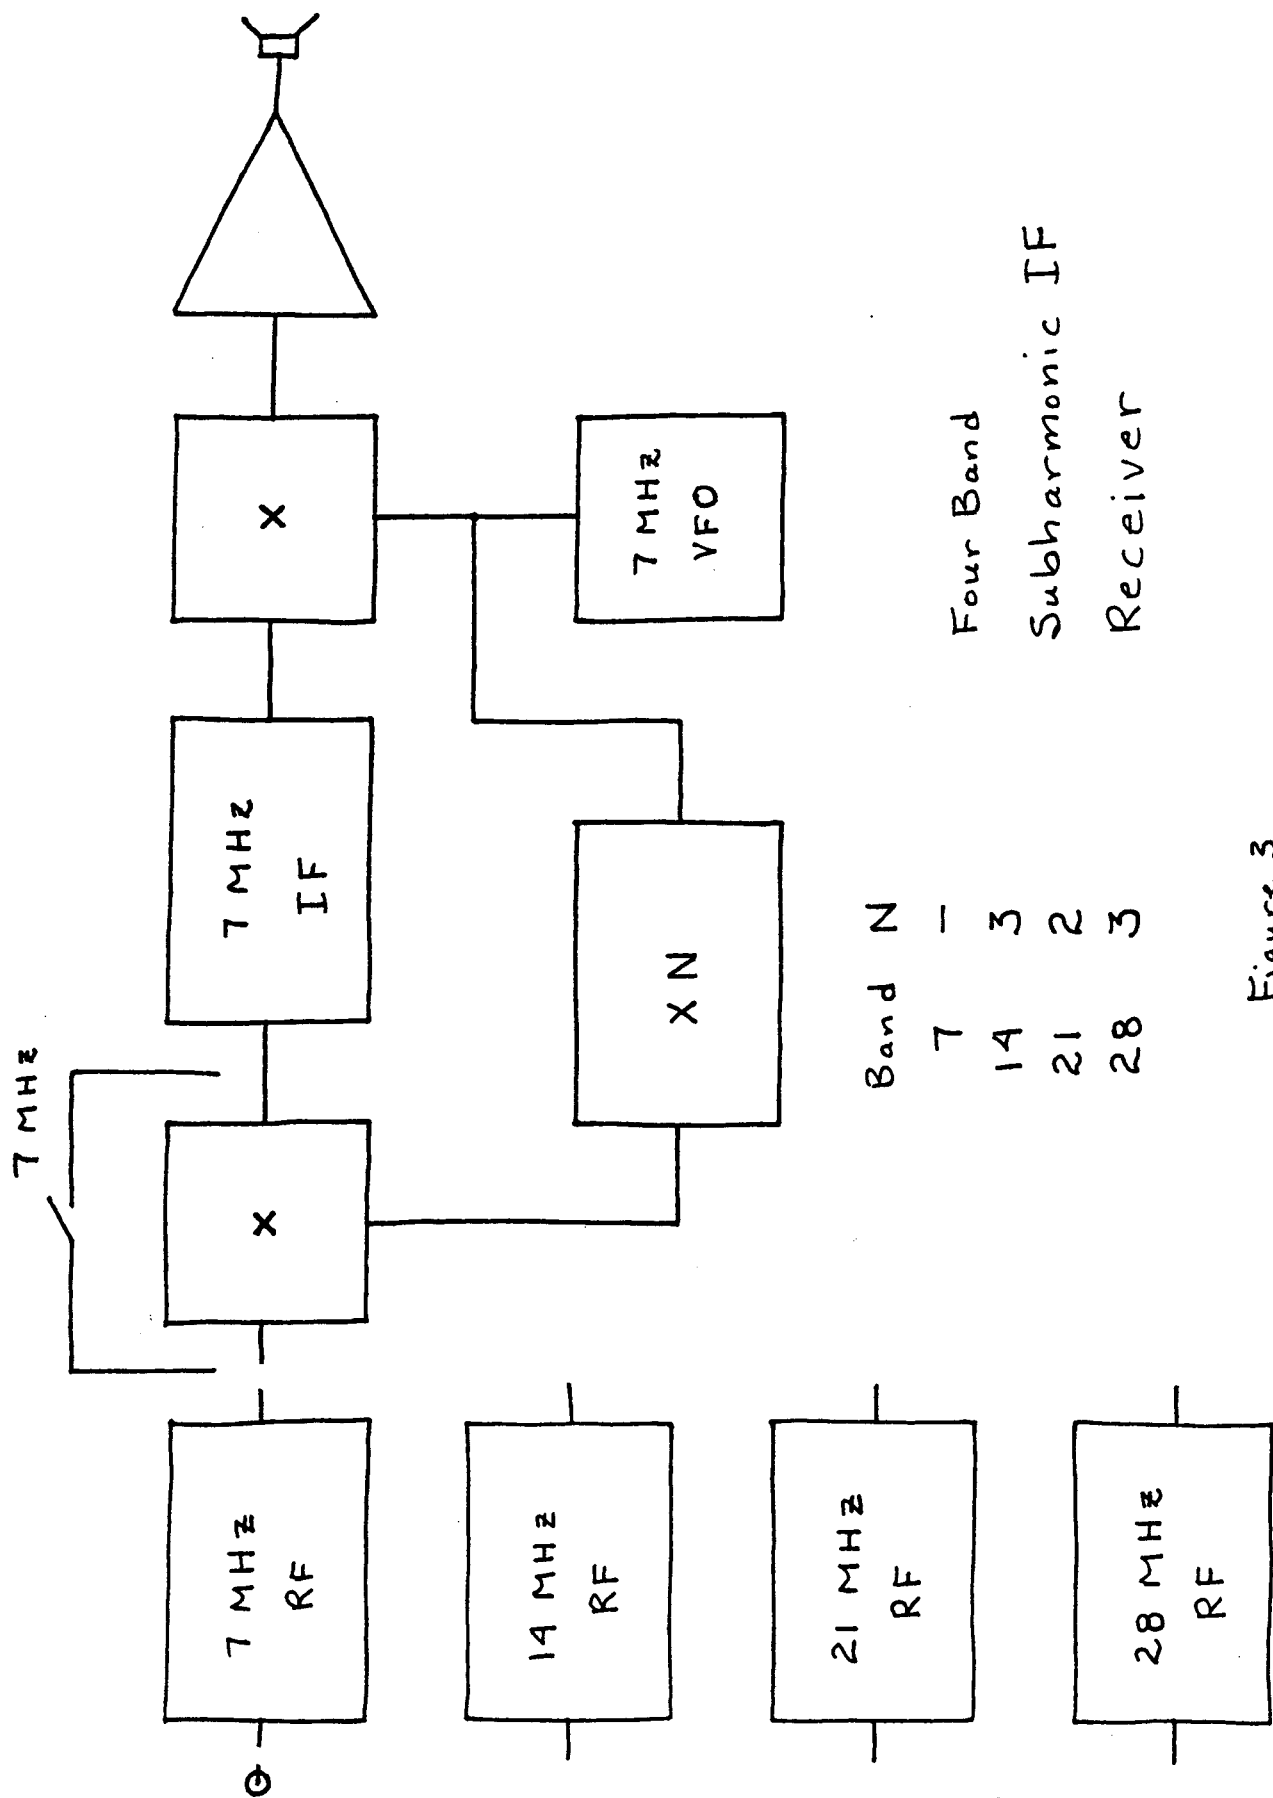 7 MHz
7 MHz
RF
X
7 MHz
IF
X
14 MHz
RF
X N
7 MHz
VFO
21 MHz
RF
28 MHz
RF
Band N
7 —
14 3
21 2
28 3
Four Band
Subharmonic IF
Receiver
Figure 3